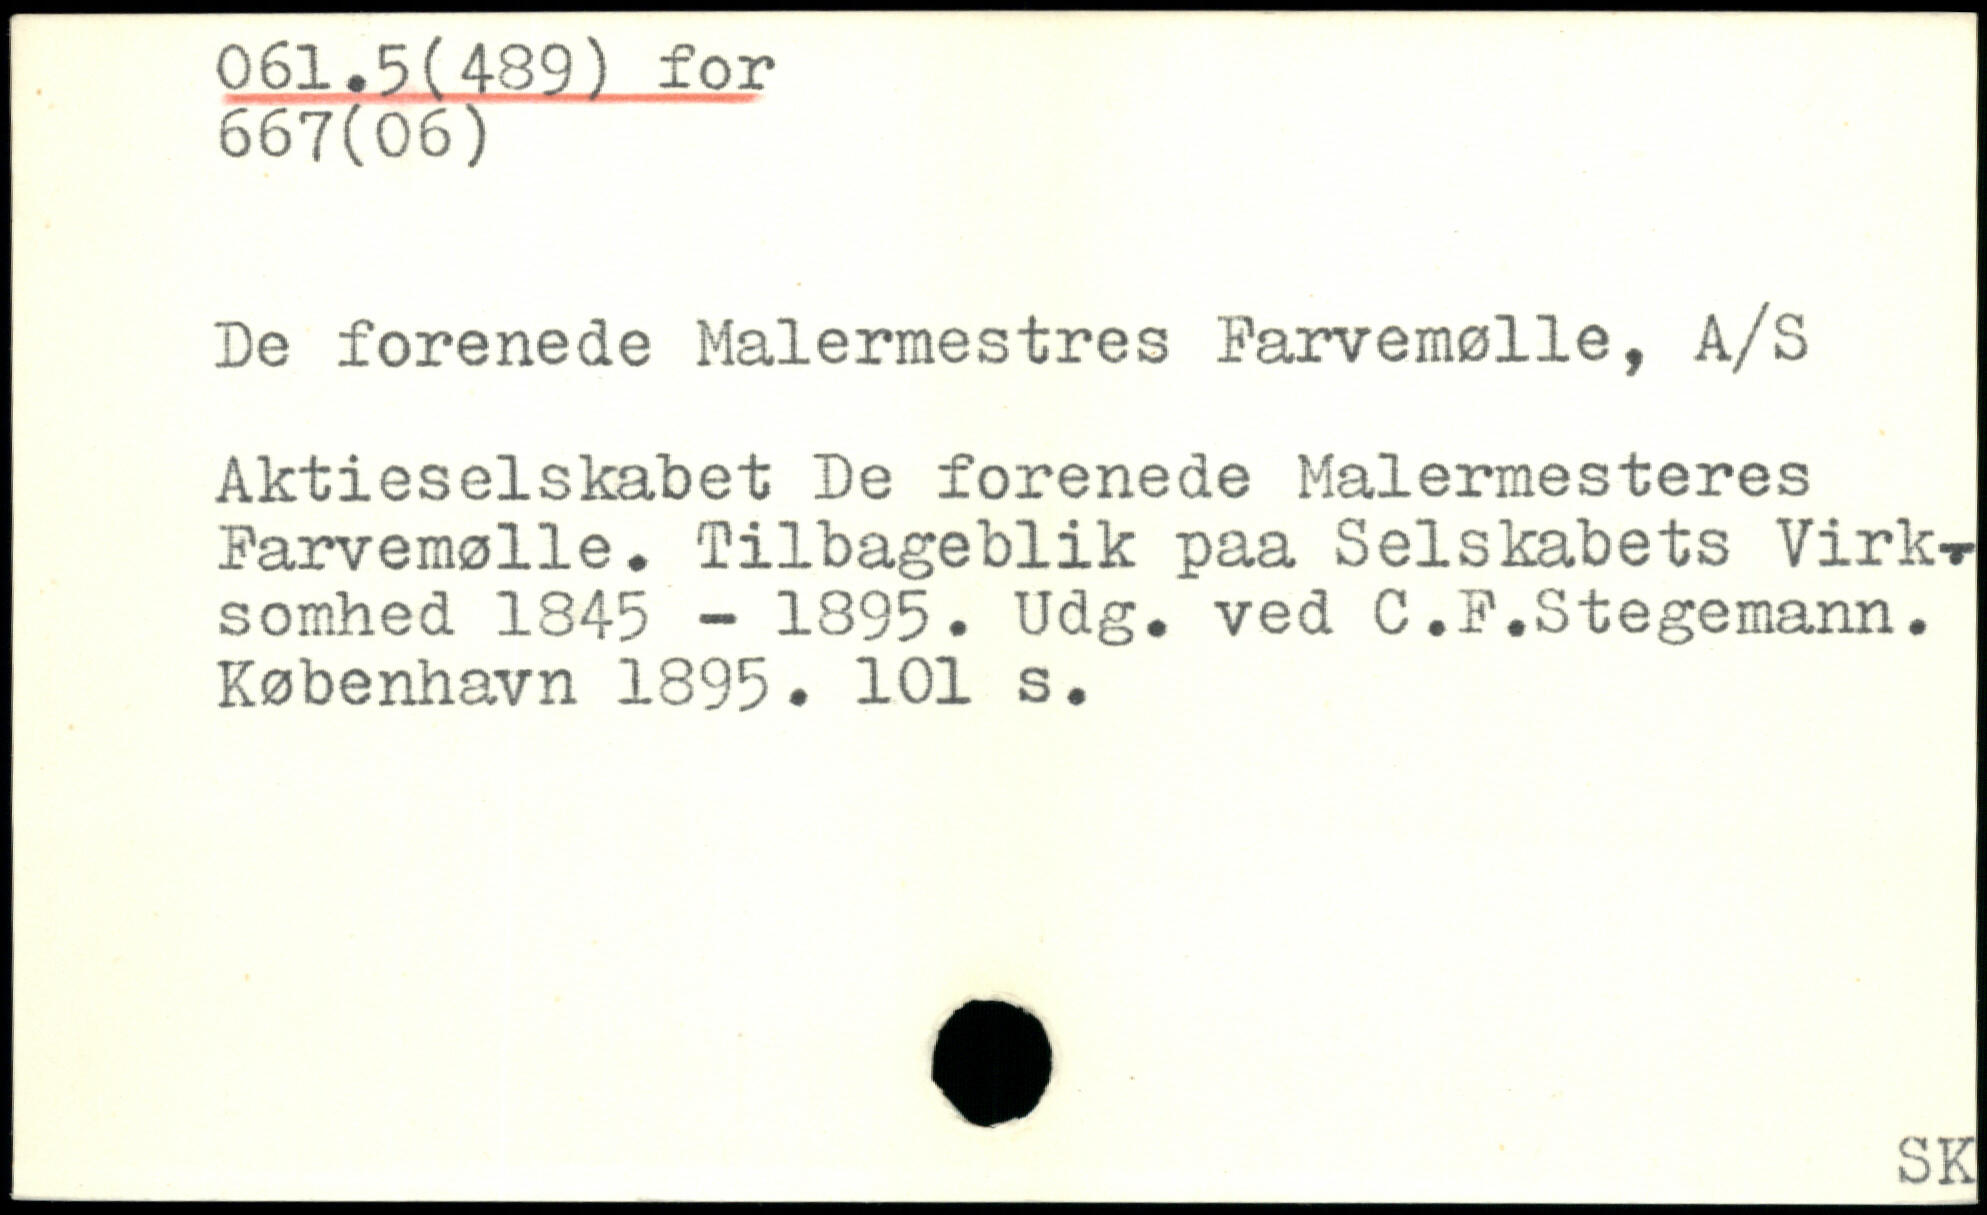 061.5(489) for
667(06)
De forenede Malermestres Farvemølle, A/S
Aktieselskabet De forenede Malermesteres
Farvemølle. Tilbageblik paa Selskabets Virk-
somhed 1845 - 1895. Udg. ved C.F.Stegemann.
København 1895. 101 s.
SK